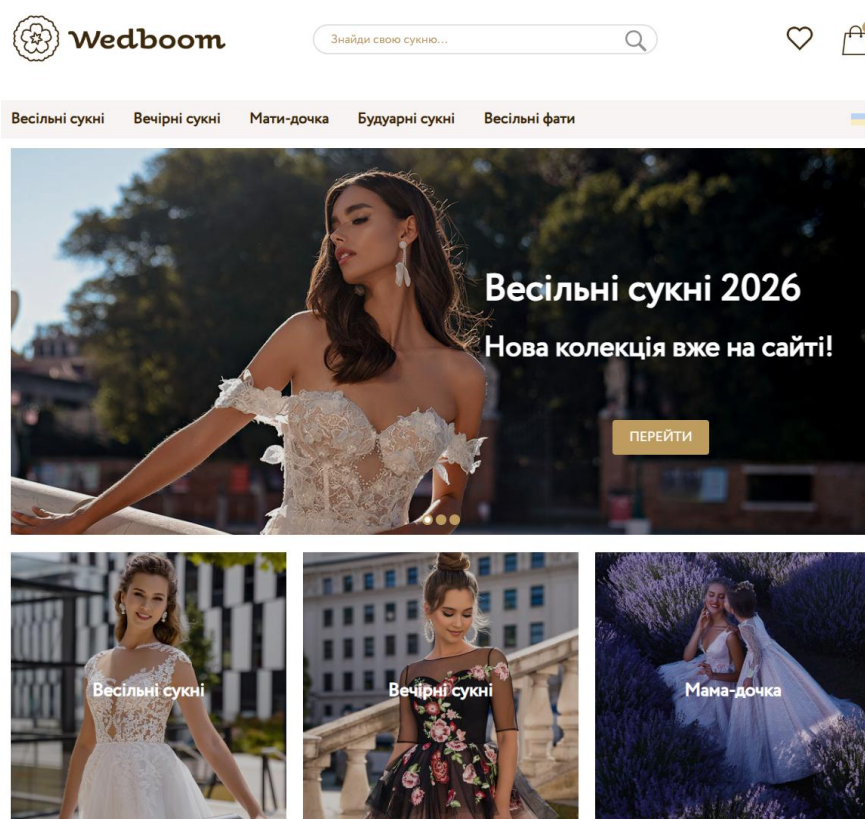 Wedboom
Знайди свою сукню...
Весільні сукні
Вечірні сукні
Мати-дочка
Будуарні сукні
Весільні фати
Весільні сукні 2026
Нова колекція вже на сайті!
ПЕРЕЙТИ
Весільні сукні
Вечірні сукні
Мама-дочка